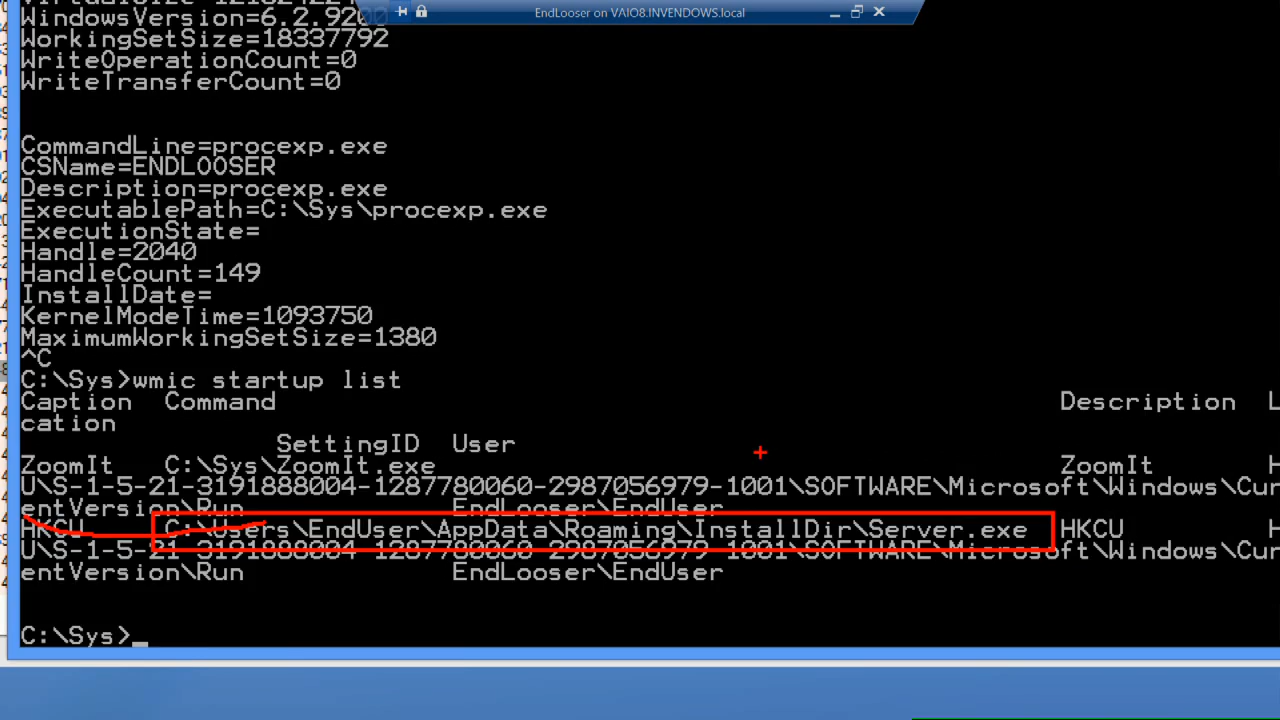 WindowsVersion=6.2.9200
EndLooser on VAIO8.INVENDOWS.local
WorkingSetSize=18337792
WriteOperationCount=0
WriteTransferCount=0
CommandLine=procexp.exe
CSName=ENDLOOSER
Description=procexp.exe
ExecutablePath=C:\Sys\procexp.exe
ExecutionState=
Handle=2040
HandleCount=149
InstallDate=
KernelModeTime=1093750
MaximumWorkingSetSize=1380
^C
C:\Sys>wmic startup list
Caption Command Description L
cation
SettingID User
ZoomIt C:\Sys\ZoomIt.exe ZoomIt H
U\S-1-5-21-3191888004-1287780060-2987056979-1001\SOFTWARE\Microsoft\Windows\Cur
entVersion\Run EndLooser\EndUser
HKCU C:\Users\EndUser\AppData\Roaming\InstallDir\Server.exe HKCU H
U\S-1-5-21-3191888004-1287780060-2987056979-1001\SOFTWARE\Microsoft\Windows\Cur
entVersion\Run EndLooser\EndUser
C:\Sys>_